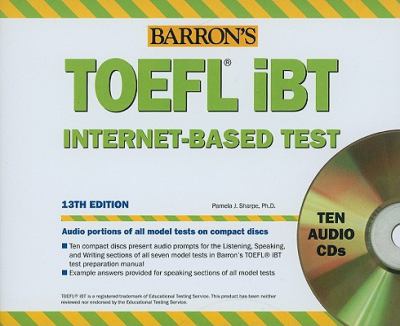 BARRON'S
TOEFL® iBT
INTERNET-BASED TEST
13TH EDITION
Pamela J. Sharpe, Ph.D.
Audio portions of all model tests on compact discs
■ Ten compact discs present audio prompts for the Listening, Speaking,
and Writing sections of all seven model tests in Barron's TOEFL® iBT
test preparation manual
■ Example answers provided for speaking sections of all model tests
TEN
AUDIO
CDs
TOEFL® iBT is a registered trademark of Educational Testing Service. This product has been neither
reviewed nor endorsed by the Educational Testing Service.